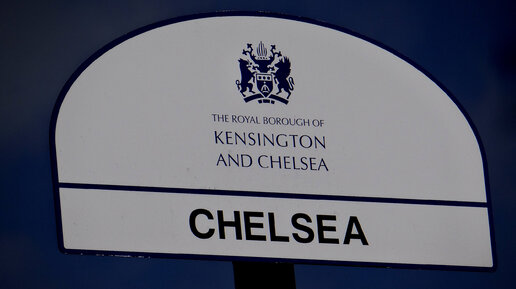 THE ROYAL BOROUGH OF
KENSINGTON
AND CHELSEA
CHELSEA